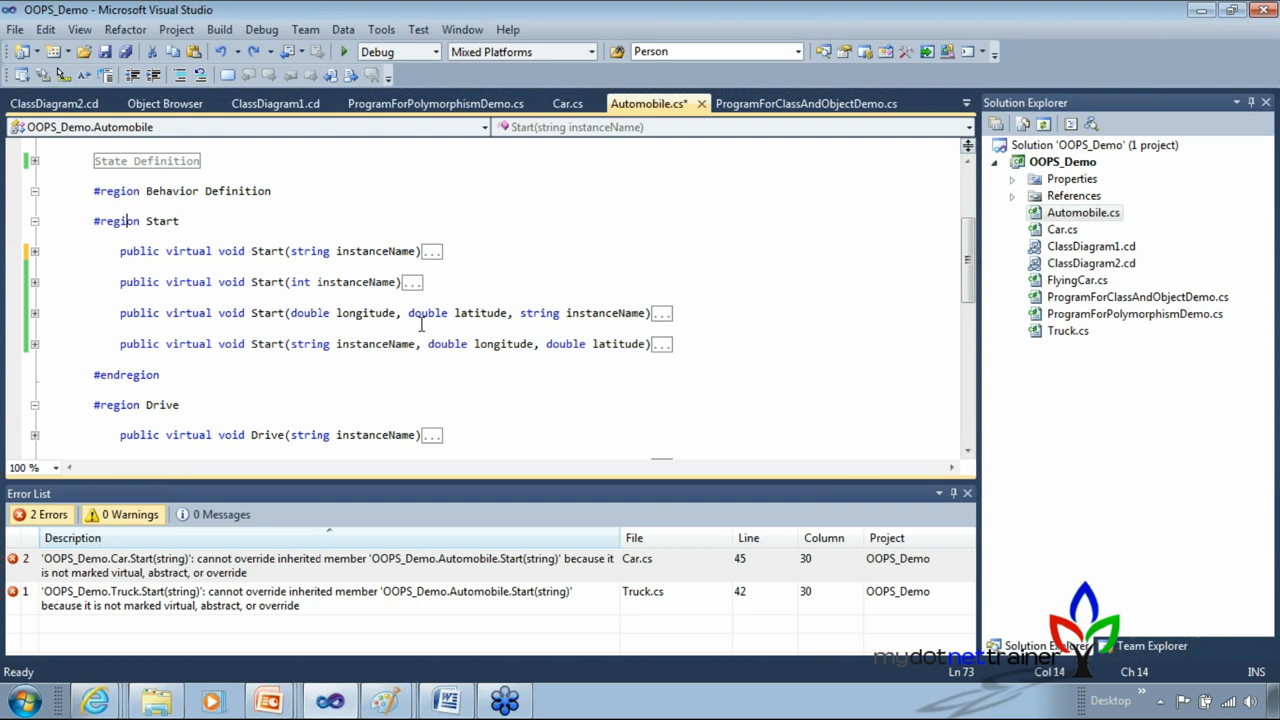 OOPS_Demo - Microsoft Visual Studio
File Edit View Refactor Project Build Debug Team Data Tools Test Window Help
Debug Mixed Platforms Person
ClassDiagram2.cd Object Browser ClassDiagram1.cd ProgramForPolymorphismDemo.cs Car.cs Automobile.cs* ProgramForClassAndObjectDemo.cs
OOPS_Demo.Automobile Start(string instanceName)
State Definition
#region Behavior Definition
#region Start
public virtual void Start(string instanceName)...
public virtual void Start(int instanceName)...
public virtual void Start(double longitude, double latitude, string instanceName)...
public virtual void Start(string instanceName, double longitude, double latitude)...
#endregion
#region Drive
public virtual void Drive(string instanceName)...
100 %
Solution Explorer
Solution 'OOPS_Demo' (1 project)
OOPS_Demo
Properties
References
Automobile.cs
Car.cs
ClassDiagram1.cd
ClassDiagram2.cd
FlyingCar.cs
ProgramForClassAndObjectDemo.cs
ProgramForPolymorphismDemo.cs
Truck.cs
Error List
2 Errors 0 Warnings 0 Messages
Description File Line Column Project
2 'OOPS_Demo.Car.Start(string)': cannot override inherited member 'OOPS_Demo.Automobile.Start(string)' because it Car.cs 45 30 OOPS_Demo
is not marked virtual, abstract, or override
1 'OOPS_Demo.Truck.Start(string)': cannot override inherited member 'OOPS_Demo.Automobile.Start(string)' Truck.cs 42 30 OOPS_Demo
because it is not marked virtual, abstract, or override
Solution Explorer Team Explorer
mydotnettrainer
Ready Ln 73 Col 14 Ch 14 INS
Desktop